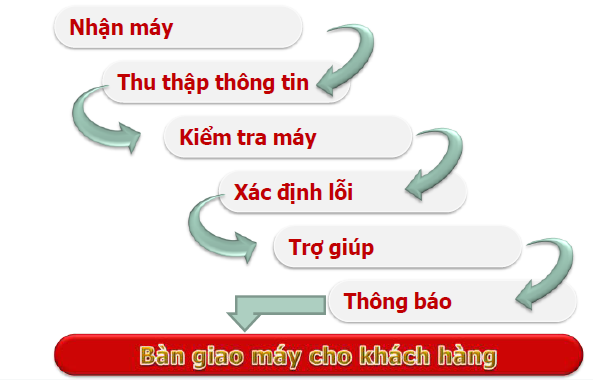 Nhận máy
Thu thập thông tin
Kiểm tra máy
Xác định lỗi
Trợ giúp
Thông báo
Bàn giao máy cho khách hàng